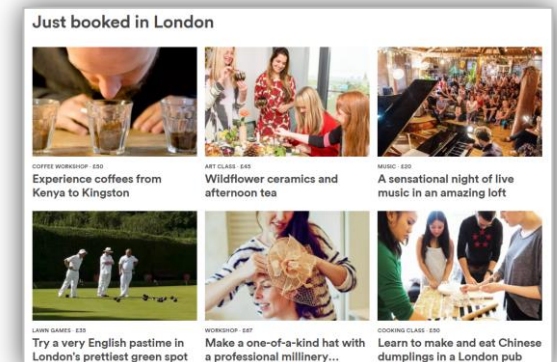 Just booked in London
COFFEE WORKSHOP · £50
Experience coffees from
Kenya to Kingston
ART CLASS · £45
Wildflower ceramics and
afternoon tea
MUSIC · £20
A sensational night of live
music in an amazing loft
LAWN GAMES · £35
Try a very English pastime in
London's prettiest green spot
WORKSHOP · £67
Make a one-of-a-kind hat with
a professional millinery...
COOKING CLASS · £50
Learn to make and eat Chinese
dumplings in a London pub